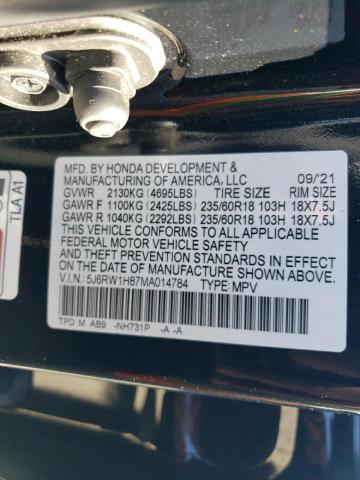 MFD. BY HONDA DEVELOPMENT &
MANUFACTURING OF AMERICA, LLC 09/'21
GVWR 2130KG (4695LBS) TIRE SIZE RIM SIZE
GAWR F 1100KG (2425LBS) 235/60R18 103H 18X7.5J
GAWR R 1040KG (2292LBS) 235/60R18 103H 18X7.5J
THIS VEHICLE CONFORMS TO ALL APPLICABLE
FEDERAL MOTOR VEHICLE SAFETY, BUMPER,
AND THEFT PREVENTION STANDARDS IN EFFECT
ON THE DATE OF MANUFACTURE SHOWN ABOVE.
V.I.N.: 5J6RW1H87MA014784 TYPE: MPV
TPD M AB9 -NH731P -A -A
TLA A1